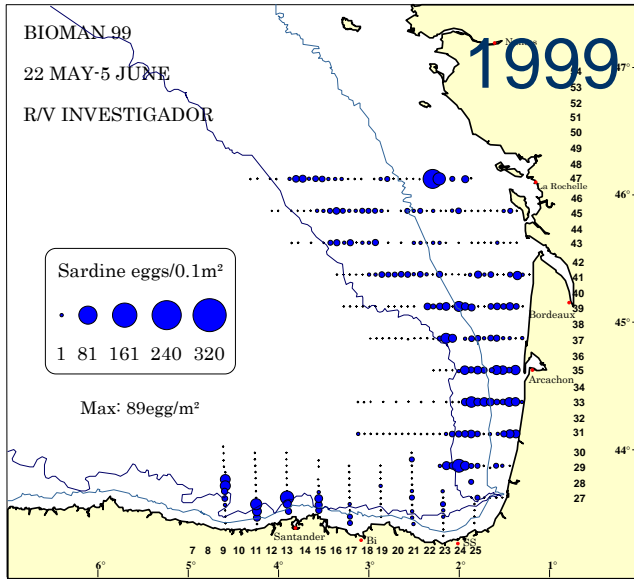 BIOMAN 99
22 MAY-5 JUNE
R/V INVESTIGADOR
1999
Nantes
47°
54
53
52
51
50
49
48
47
La Rochelle
46
46°
45
44
43
42
41
40
39
Bordeaux
45°
38
37
36
Arcachon
35
34
33
32
31
30
44°
29
28
27
Sardine eggs/0.1m²
1 81 161 240 320
Max: 89egg/m²
Santander
Bi
SS
7 8 9 10 11 12 13 14 15 16 17 18 19 20 21 22 23 24 25
6° 5° 4° 3° 2° 1°